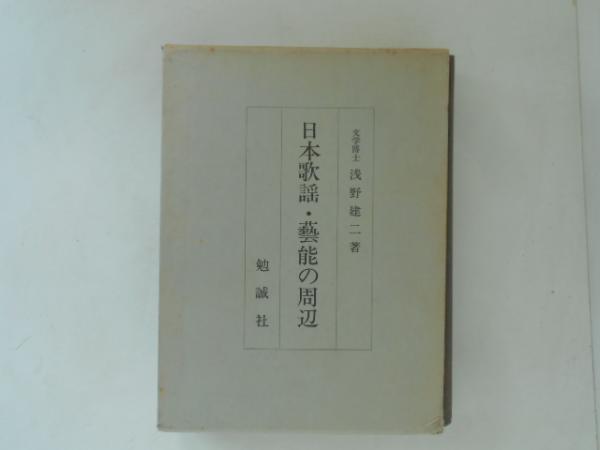 文学博士 浅野建二著
日本歌謡・藝能の周辺
勉誠社